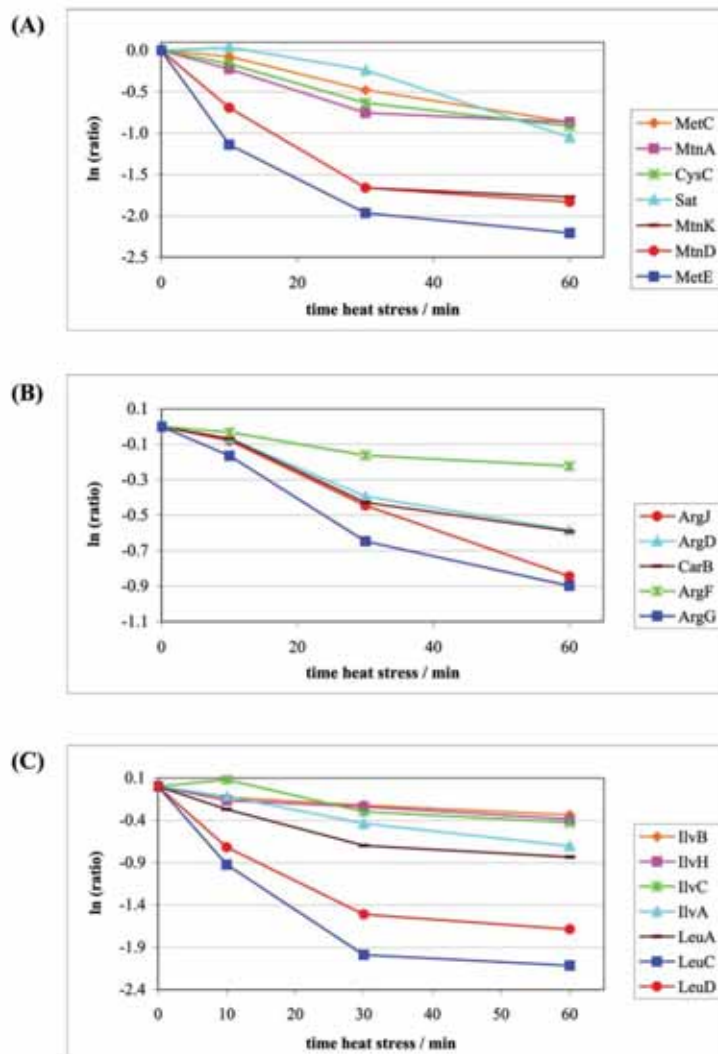 (A)
0.0
-0.5
-1.0
-1.5
-2.0
-2.5
ln (ratio)
0 20 40 60
time heat stress / min
MetC
MtnA
CysC
Sat
MtnK
MtnD
MetE
(B)
0.1
-0.1
-0.3
-0.5
-0.7
-0.9
-1.1
ln (ratio)
0 20 40 60
time heat stress / min
ArgJ
ArgD
CarB
ArgF
ArgG
(C)
0.1
-0.4
-0.9
-1.4
-1.9
-2.4
ln (ratio)
0 10 20 30 40 50 60
time heat stress / min
IlvB
IlvH
IlvC
IlvA
LeuA
LeuC
LeuD